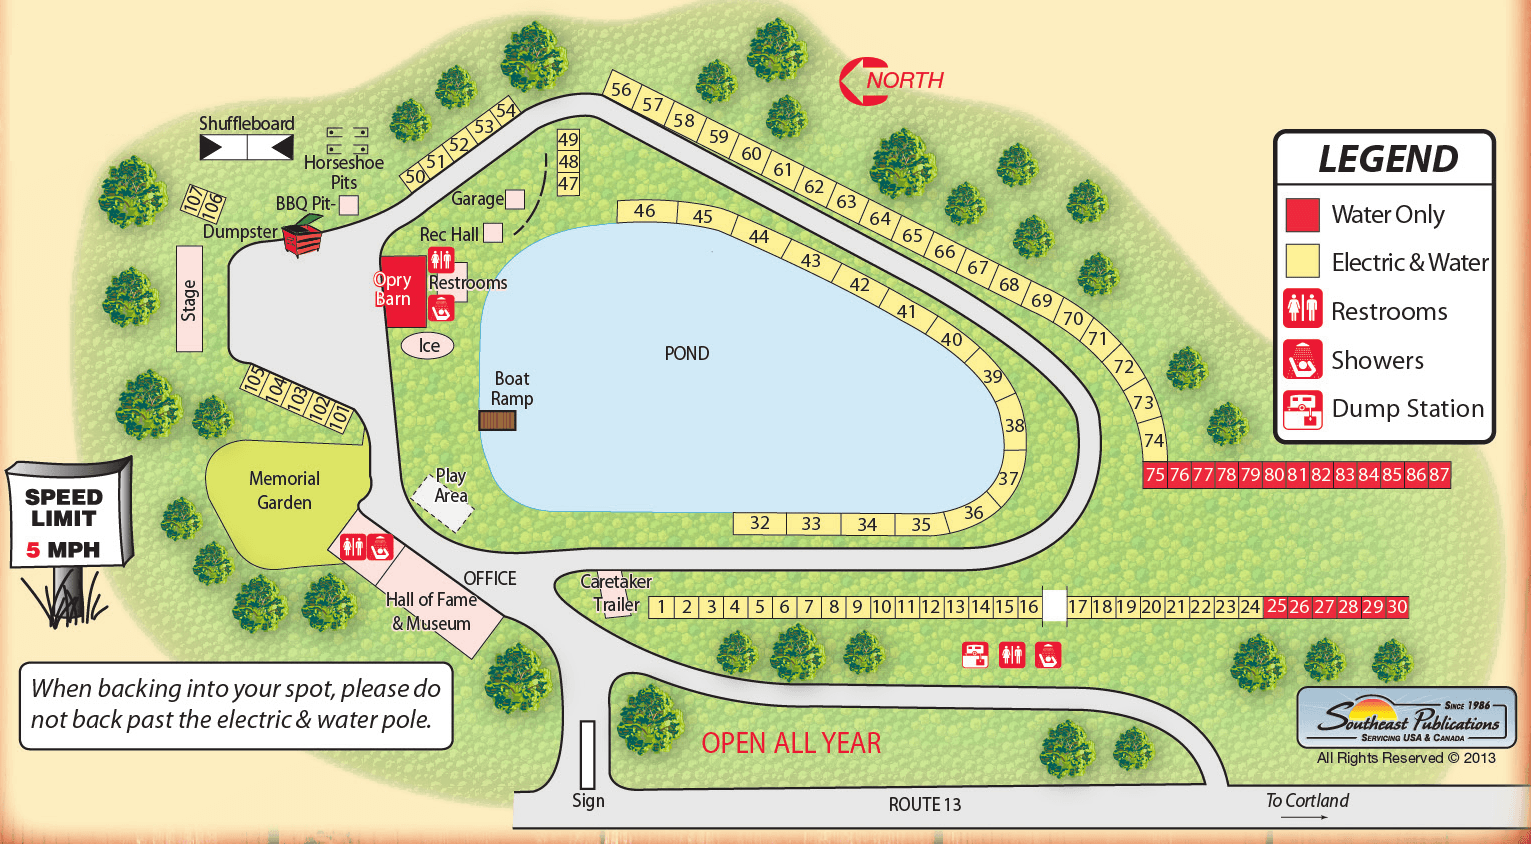 NORTH
56
57
58
59
60
61
62
63
64
65
66
67
68
69
70
71
72
73
74
54
53
52
51
50
49
48
47
Shuffleboard
Horseshoe
Pits
BBQ Pit-
107
106
Dumpster
Garage
Rec Hall
Restrooms
Opry
Barn
Ice
Stage
46
45
44
43
42
41
40
39
38
37
36
35
34
33
32
POND
Boat
Ramp
105
104
103
102
101
Memorial
Garden
Play
Area
75 76 77 78 79 80 81 82 83 84 85 86 87
LEGEND
Water Only
Electric & Water
Restrooms
Showers
Dump Station
SPEED
LIMIT
5 MPH
OFFICE
Hall of Fame
& Museum
Caretaker
Trailer
1 2 3 4 5 6 7 8 9 10 11 12 13 14 15 16 17 18 19 20 21 22 23 24 25 26 27 28 29 30
When backing into your spot, please do
not back past the electric & water pole.
OPEN ALL YEAR
Sign
ROUTE 13
To Cortland
Since 1986
Southeast Publications
Servicing USA & Canada
All Rights Reserved © 2013